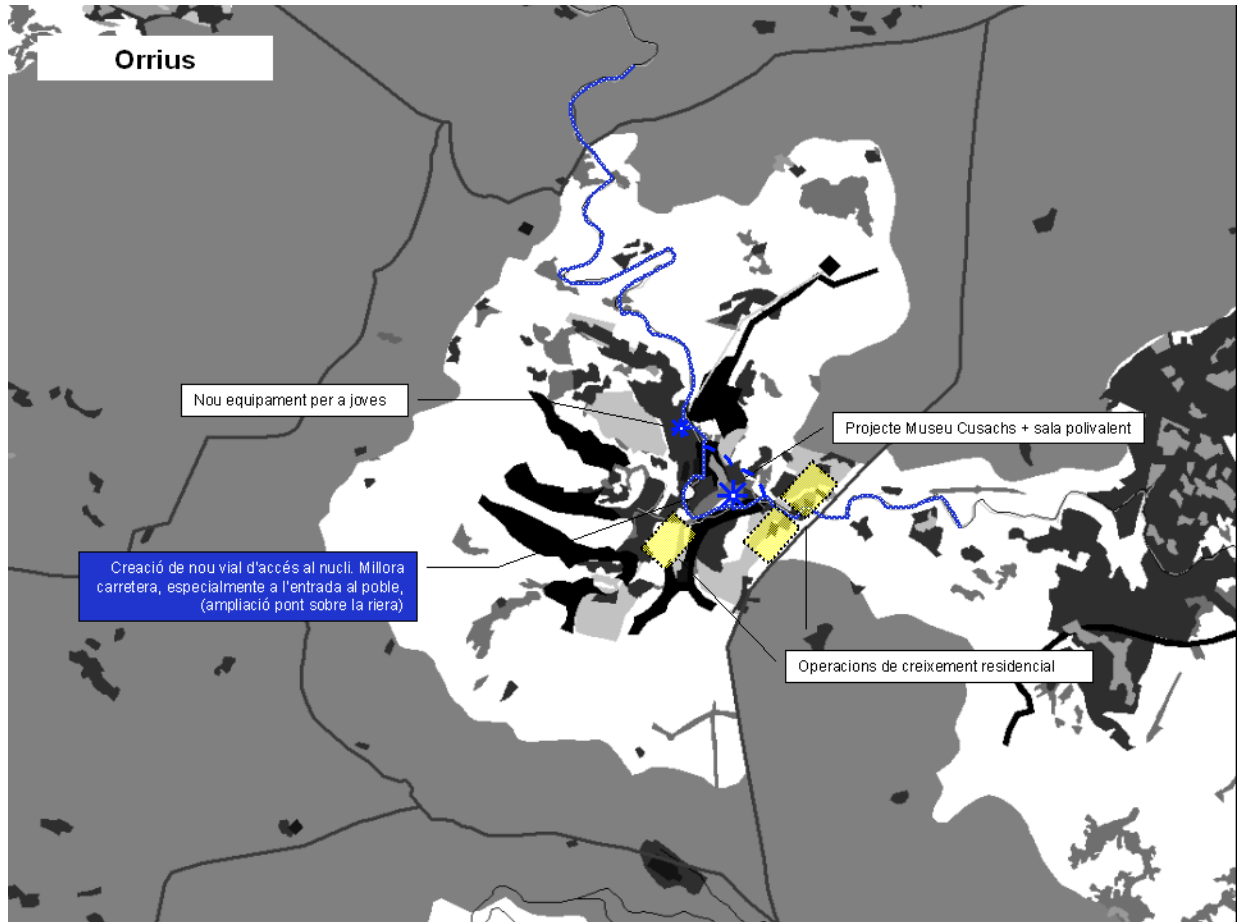 Orrius
Nou equipament per a joves
Projecte Museu Cusachs + sala polivalent
Creació de nou vial d'accés al nucli. Millora
carretera, especialment a l'entrada al poble,
(ampliació pont sobre la riera)
Operacions de creixement residencial